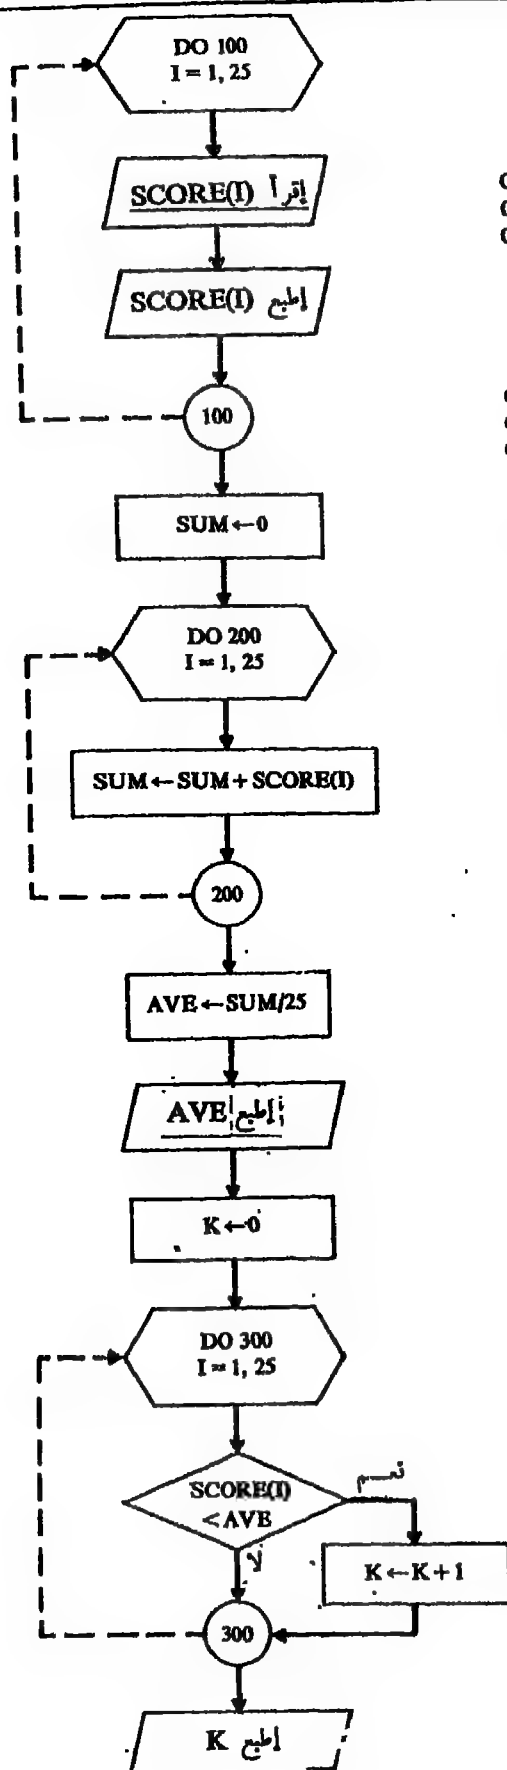 DO 100
I = 1, 25
إقرأ SCORE(I)
إطبع SCORE(I)
100
SUM←0
DO 200
I = 1, 25
SUM←SUM+SCORE(I)
200
AVE←SUM/25
إطبع AVE
K←0
DO 300
I = 1, 25
SCORE(I)
<AVE
نعم
لا
K←K+1
300
إطبع K